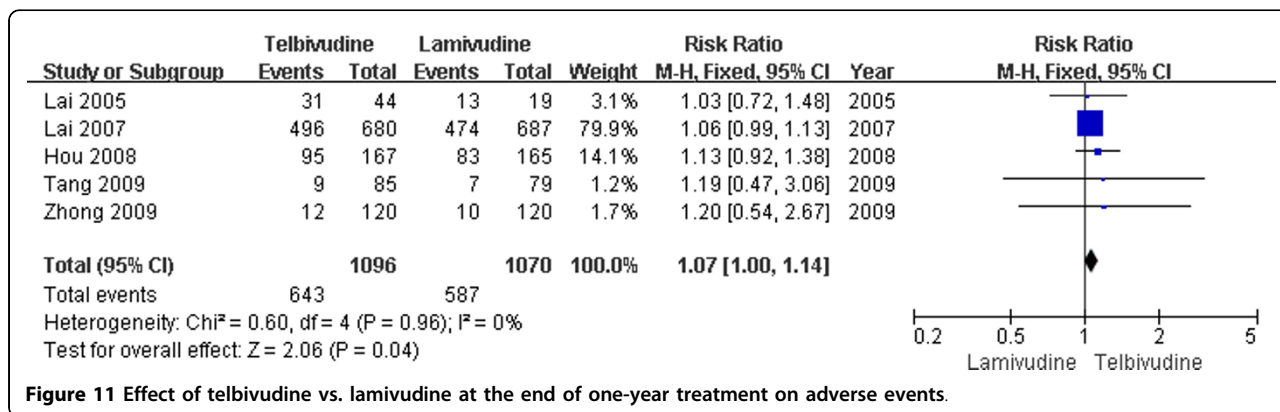 Telbivudine Lamivudine Risk Ratio Risk Ratio
Study or Subgroup Events Total Events Total Weight M-H, Fixed, 95% CI Year M-H, Fixed, 95% CI
Lai 2005 31 44 13 19 3.1% 1.03 [0.72, 1.48] 2005
Lai 2007 496 680 474 687 79.9% 1.06 [0.99, 1.13] 2007
Hou 2008 95 167 83 165 14.1% 1.13 [0.92, 1.38] 2008
Tang 2009 9 85 7 79 1.2% 1.19 [0.47, 3.06] 2009
Zhong 2009 12 120 10 120 1.7% 1.20 [0.54, 2.67] 2009
Total (95% CI) 1096 1070 100.0% 1.07 [1.00, 1.14]
Total events 643 587
Heterogeneity: Chi² = 0.60, df = 4 (P = 0.96); I² = 0%
Test for overall effect: Z = 2.06 (P = 0.04)
0.2 0.5 1 2 5
Lamivudine Telbivudine
Figure 11 Effect of telbivudine vs. lamivudine at the end of one-year treatment on adverse events.